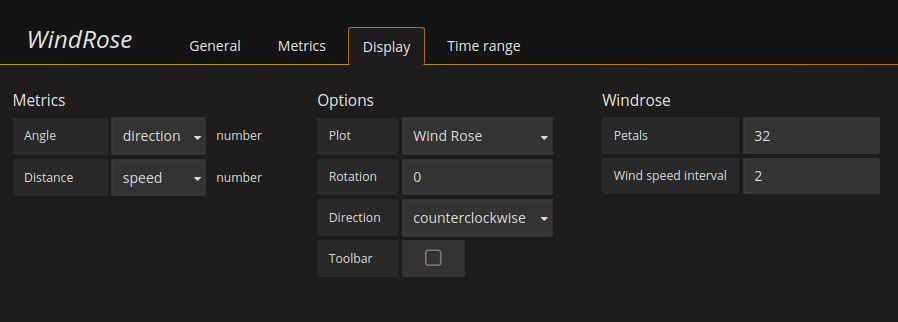 WindRose General Metrics Display Time range
Metrics
Angle direction number
Distance speed number
Options
Plot Wind Rose
Rotation 0
Direction counterclockwise
Toolbar
Windrose
Petals 32
Wind speed interval 2